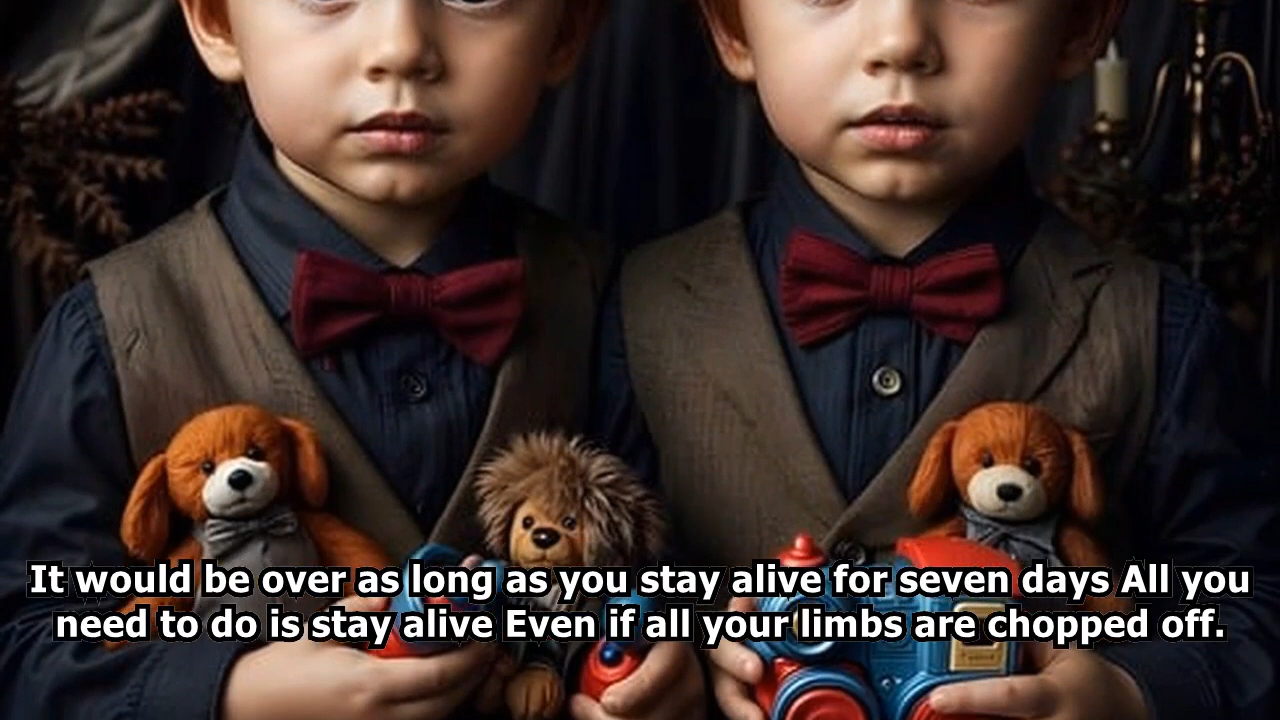 It would be over as long as you stay alive for seven days All you
need to do is stay alive Even if all your limbs are chopped off.